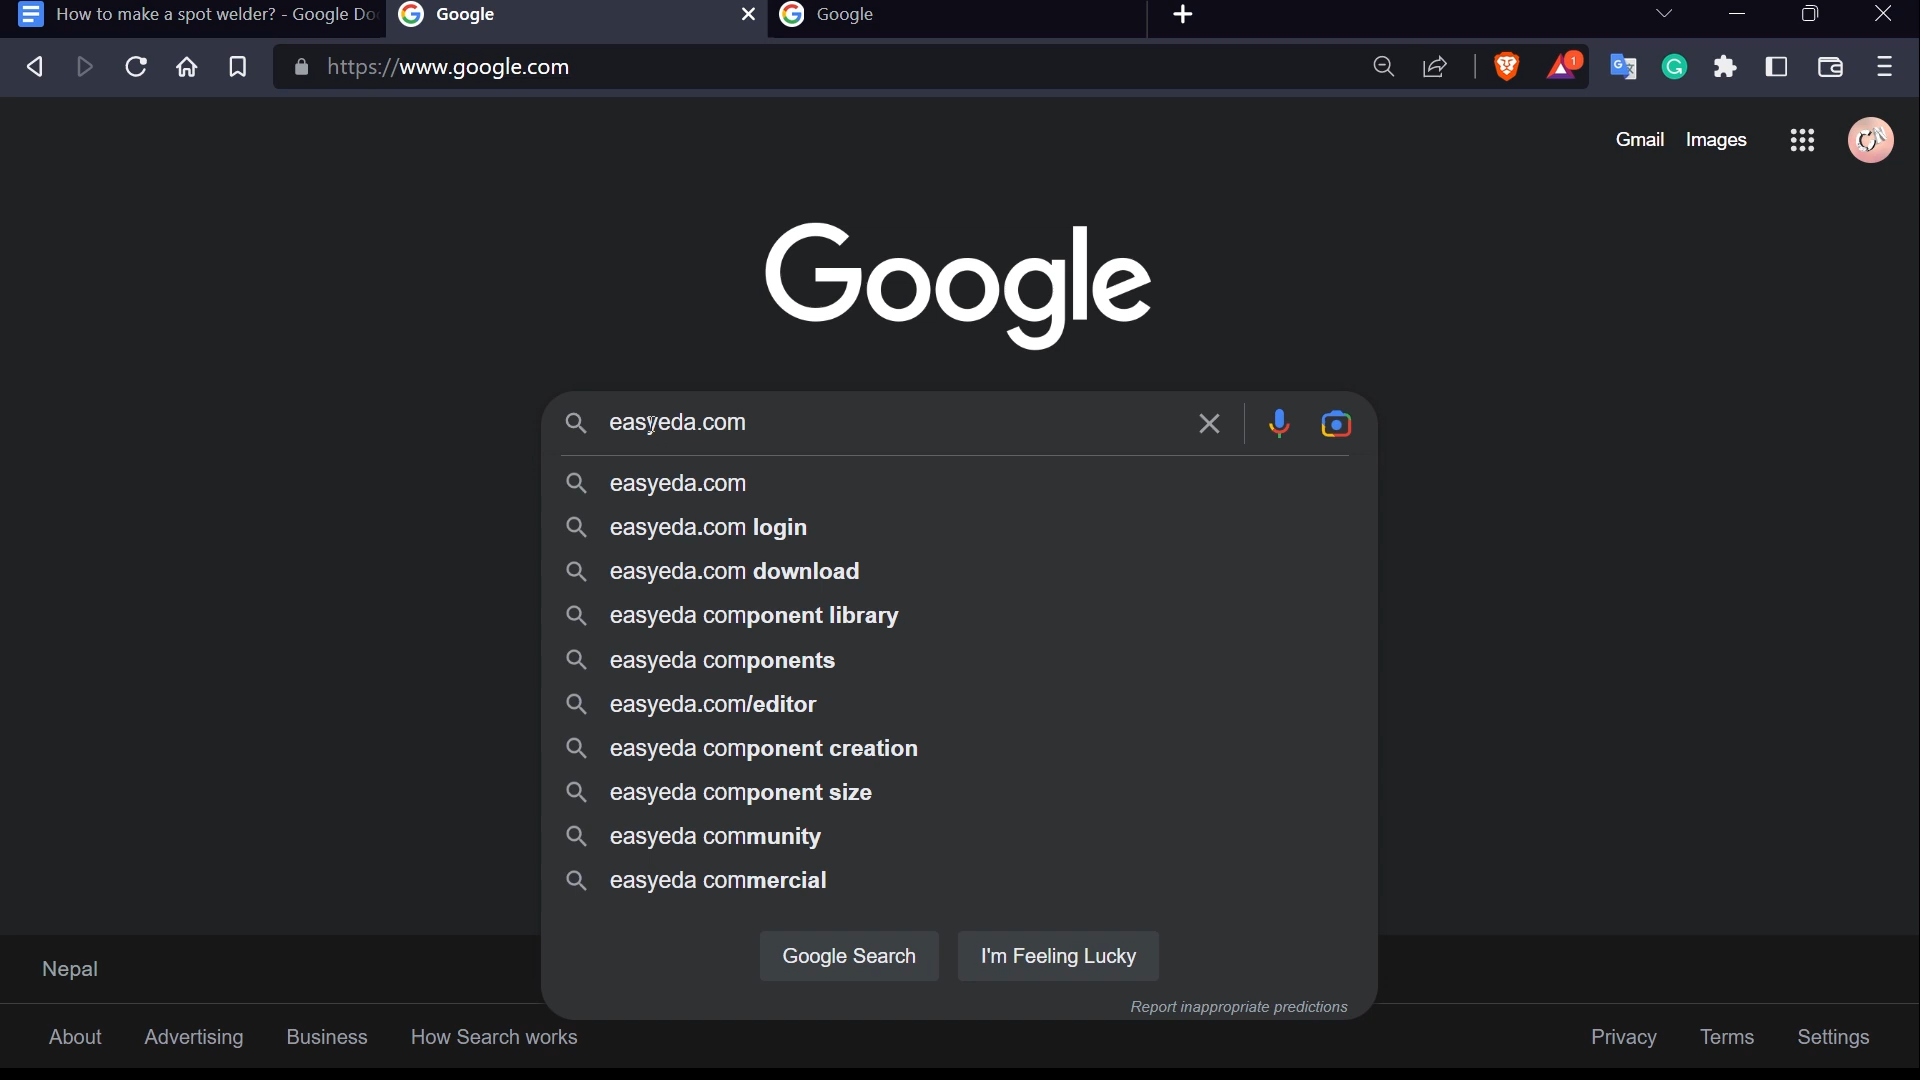 How to make a spot welder? - Google Do
Google
Google
https://www.google.com
1
Gmail
Images
Google
easyeda.com
easyeda.com
easyeda.com login
easyeda.com download
easyeda component library
easyeda components
easyeda.com/editor
easyeda component creation
easyeda component size
easyeda community
easyeda commercial
Google Search
I'm Feeling Lucky
Report inappropriate predictions
Nepal
About
Advertising
Business
How Search works
Privacy
Terms
Settings